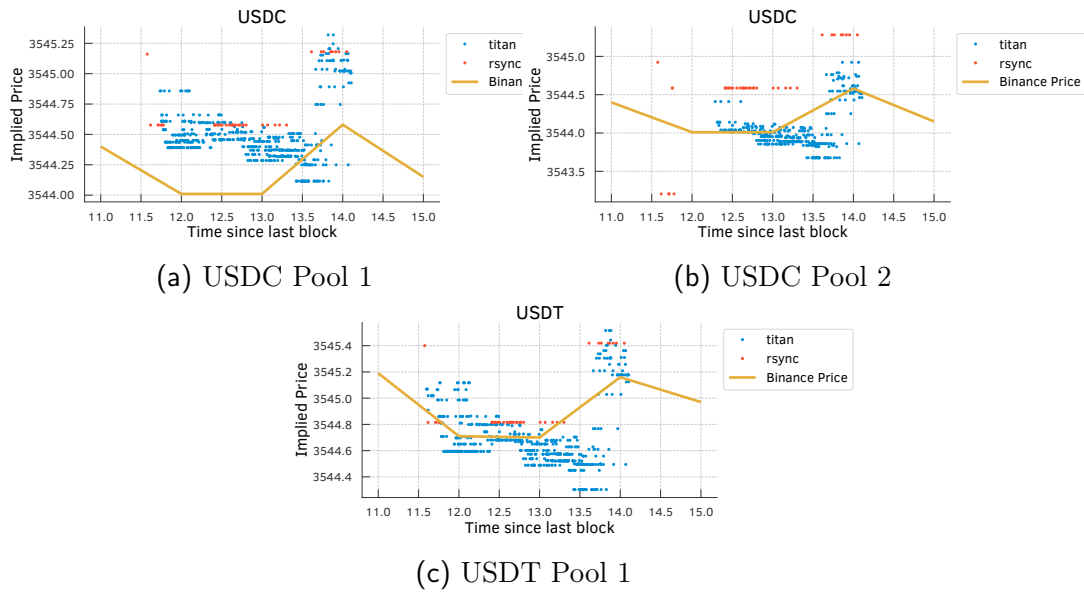 USDC
3545.25
3545.00
3544.75
3544.50
3544.25
3544.00
Implied Price
11.0 11.5 12.0 12.5 13.0 13.5 14.0 14.5 15.0
Time since last block
titan
rsync
Binance
(a) USDC Pool 1
USDC
3545.0
3544.5
3544.0
3543.5
Implied Price
11.0 11.5 12.0 12.5 13.0 13.5 14.0 14.5 15.0
Time since last block
titan
rsync
Binance Price
(b) USDC Pool 2
USDT
3545.4
3545.2
3545.0
3544.8
3544.6
3544.4
Implied Price
11.0 11.5 12.0 12.5 13.0 13.5 14.0 14.5 15.0
Time since last block
titan
rsync
Binance Price
(c) USDT Pool 1